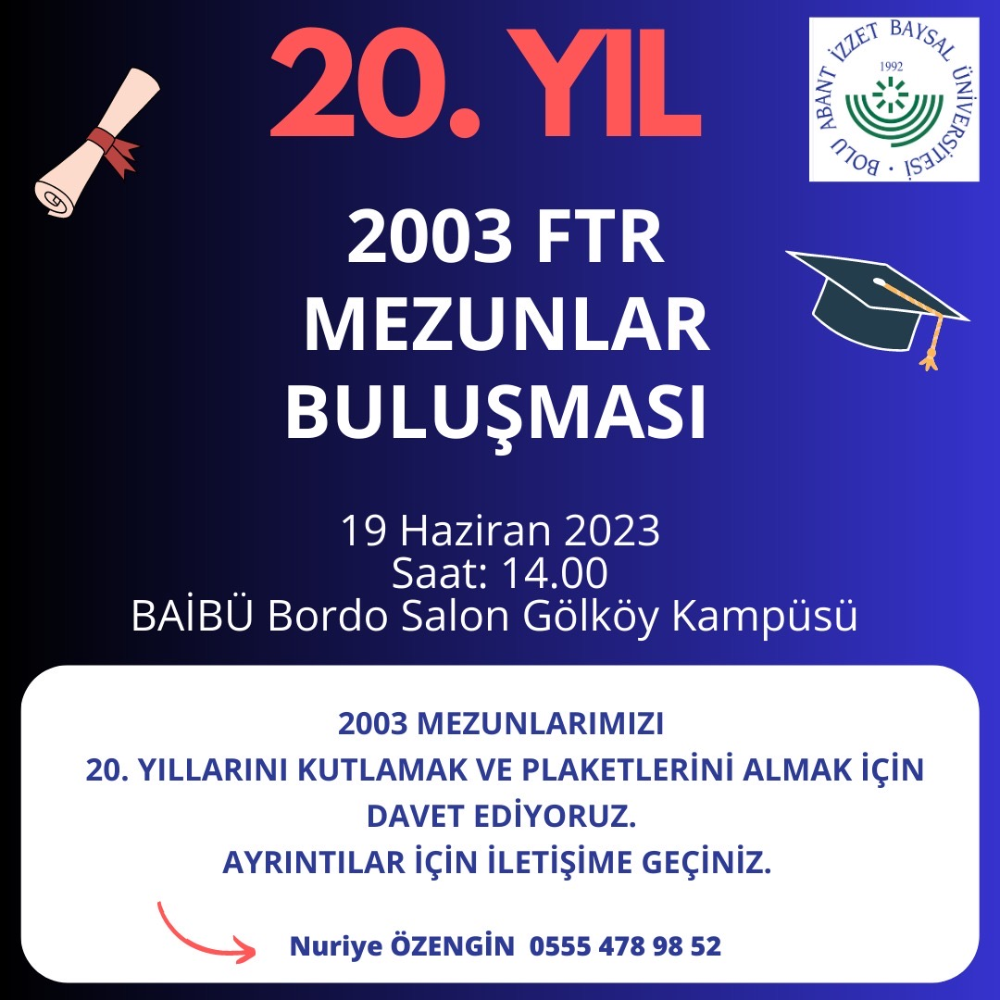 20. YIL
BOLU ABANT İZZET BAYSAL ÜNİVERSİTESİ ·
1992
2003 FTR
MEZUNLAR
BULUŞMASI
19 Haziran 2023
Saat: 14.00
BAİBÜ Bordo Salon Gölköy Kampüsü
2003 MEZUNLARIMIZI
20. YILLARINI KUTLAMAK VE PLAKETLERİNİ ALMAK İÇİN
DAVET EDİYORUZ.
AYRINTILAR İÇİN İLETİŞİME GEÇİNİZ.
Nuriye ÖZENGİN 0555 478 98 52